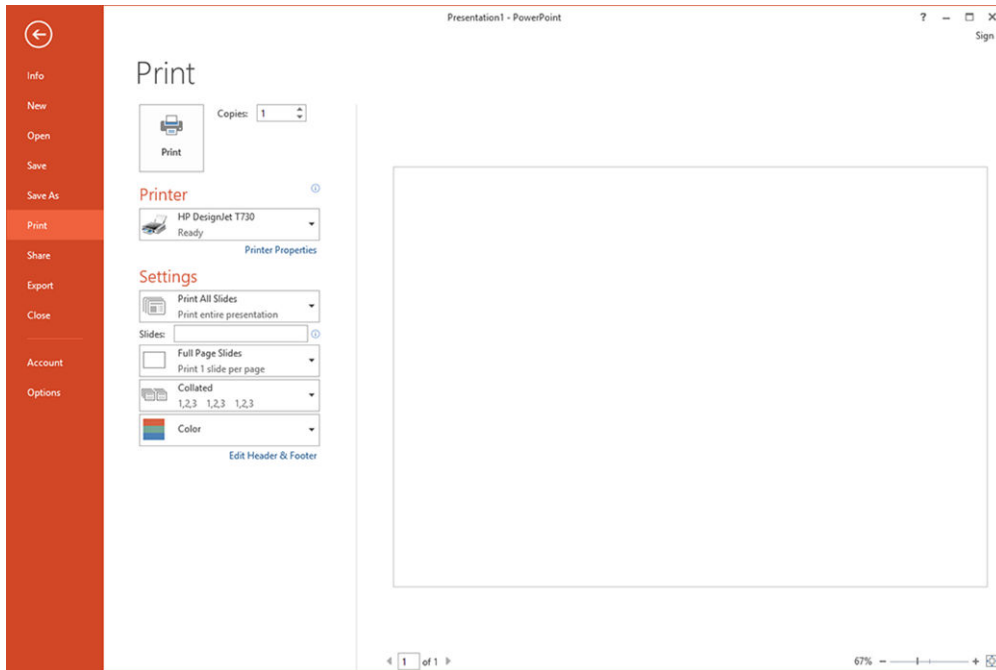 Presentation1 - PowerPoint
?
Sign
Info
New
Open
Save
Save As
Print
Share
Export
Close
Account
Options
Print
Print
Copies: 1
Printer
HP DesignJet T730
Ready
Printer Properties
Settings
Print All Slides
Print entire presentation
Slides:
Full Page Slides
Print 1 slide per page
Collated
1,2,3 1,2,3 1,2,3
Color
Edit Header & Footer
1 of 1
67%